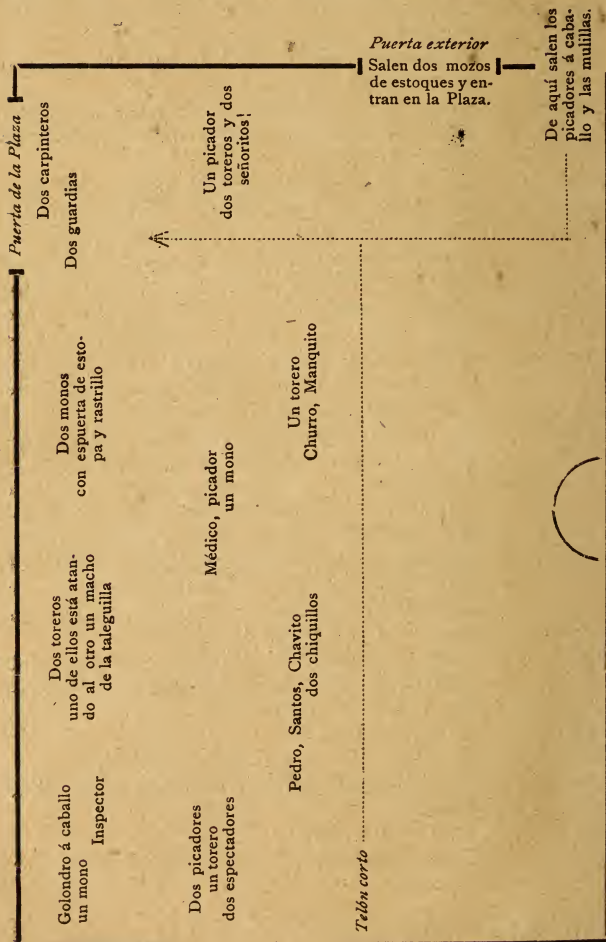 Puerta de la Plaza
Dos carpinteros
Dos guardias
Dos monos
con espuerta de esto-
pa y rastrillo
Dos toreros
uno de ellos está atan-
do al otro un macho
de la taleguilla
Golondro á caballo
un mono
Inspector
Puerta exterior
Salen dos mozos
de estoques y en-
tran en la Plaza.
Un picador
dos toreros y dos
señoritos!
Médico, picador
un mono
Dos picadores
un torero
dos espectadores
Un torero
Churro, Manquito
Pedro, Santos, Chavito
dos chiquillos
Telón corto
De aquí salen los
picadores á caba-
llo y las mulillas.